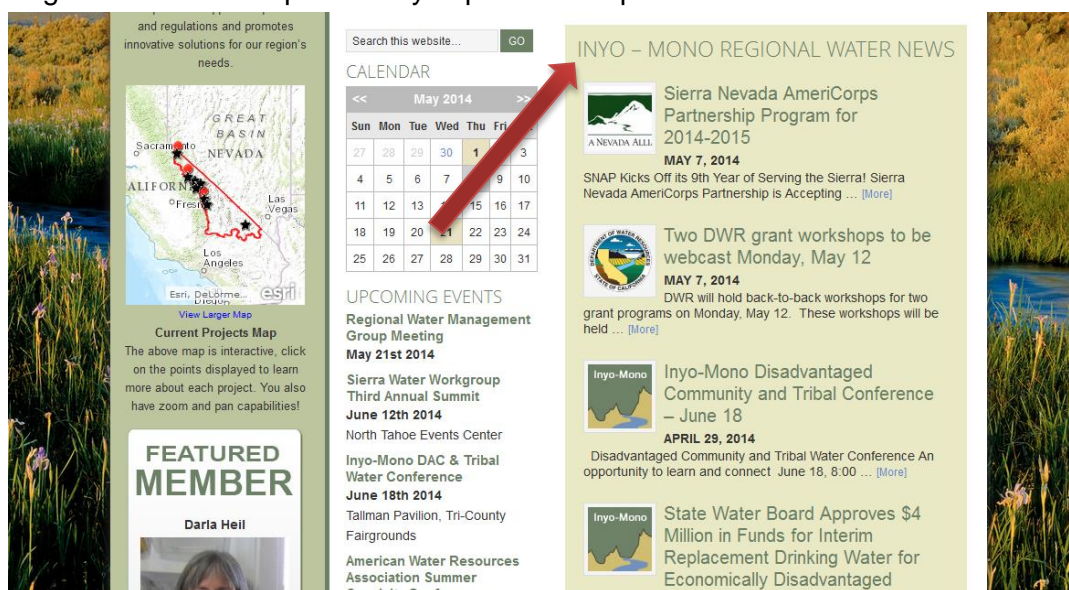 and regulations and promotes
innovative solutions for our region's
needs.
GREAT
BASIN
Sacramento
NEVADA
ALIFORN
Fresn
Las
Vegas
Los
Angeles
Esri, DeLorme...
esri
View Larger Map
Current Projects Map
The above map is interactive, click
on the points displayed to learn
more about each project. You also
have zoom and pan capabilities!
FEATURED
MEMBER
Darla Heil
Search this website...
GO
CALENDAR
<< May 2014 >>
Sun Mon Tue Wed Thu Fri
27 28 29 30 1 3
4 5 6 7 9 10
11 12 13 15 16 17
18 19 20 21 22 23 24
25 26 27 28 29 30 31
UPCOMING EVENTS
Regional Water Management
Group Meeting
May 21st 2014
Sierra Water Workgroup
Third Annual Summit
June 12th 2014
North Tahoe Events Center
Inyo-Mono DAC & Tribal
Water Conference
June 18th 2014
Tallman Pavilion, Tri-County
Fairgrounds
American Water Resources
Association Summer
INYO – MONO REGIONAL WATER NEWS
A NEVADA ALLI
Sierra Nevada AmeriCorps
Partnership Program for
2014-2015
MAY 7, 2014
SNAP Kicks Off its 9th Year of Serving the Sierra! Sierra
Nevada AmeriCorps Partnership is Accepting … [More]
DEPARTMENT OF WATER RESOURCES
STATE OF CALIFORNIA
Two DWR grant workshops to be
webcast Monday, May 12
MAY 7, 2014
DWR will hold back-to-back workshops for two
grant programs on Monday, May 12. These workshops will be
held … [More]
Inyo-Mono
Inyo-Mono Disadvantaged
Community and Tribal Conference
– June 18
APRIL 29, 2014
Disadvantaged Community and Tribal Water Conference An
opportunity to learn and connect June 18, 8:00 … [More]
Inyo-Mono
State Water Board Approves $4
Million in Funds for Interim
Replacement Drinking Water for
Economically Disadvantaged